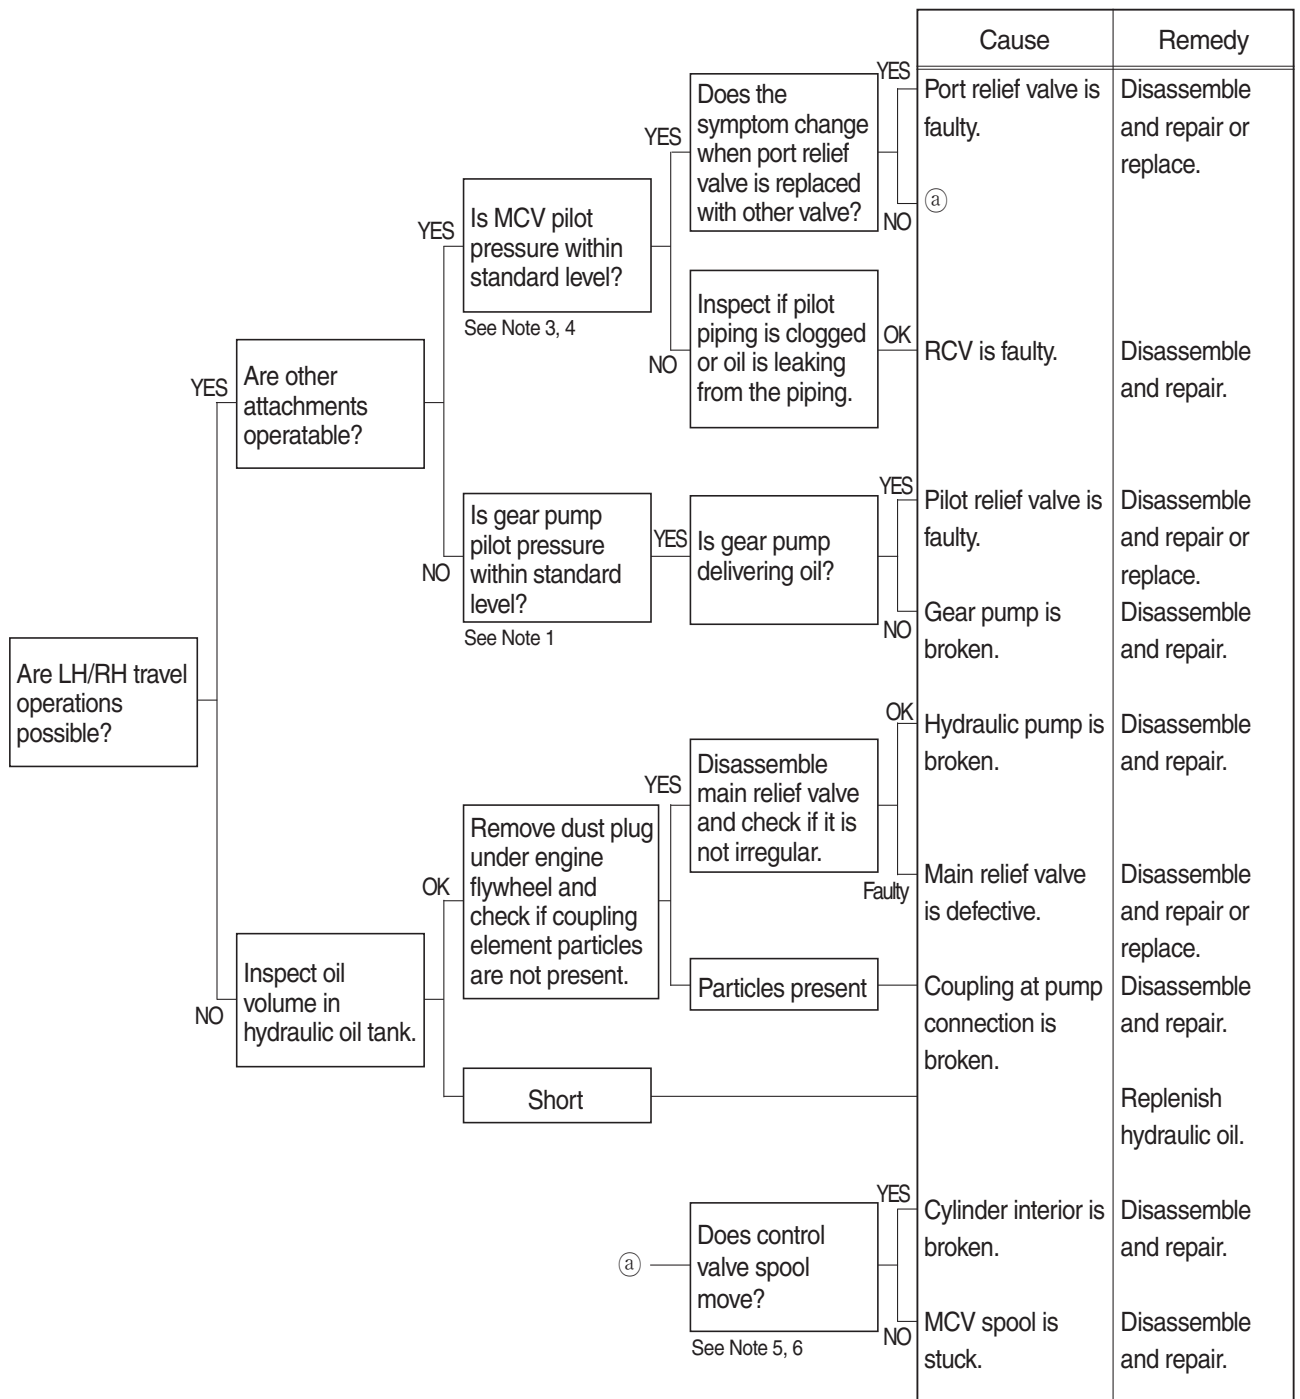 Cause
Remedy
YES
Does the
symptom change
when port relief
valve is replaced
with other valve?
Port relief valve is
faulty.
Disassemble
and repair or
replace.
YES
NO
ⓐ
YES
Is MCV pilot
pressure within
standard level?
See Note 3, 4
NO
Inspect if pilot
piping is clogged
or oil is leaking
from the piping.
OK
RCV is faulty.
Disassemble
and repair.
YES
Are other
attachments
operatable?
NO
Is gear pump
pilot pressure
within standard
level?
See Note 1
YES
Is gear pump
delivering oil?
YES
Pilot relief valve is
faulty.
Disassemble
and repair or
replace.
NO
Gear pump is
broken.
Disassemble
and repair.
Are LH/RH travel
operations
possible?
NO
Inspect oil
volume in
hydraulic oil tank.
OK
Remove dust plug
under engine
flywheel and
check if coupling
element particles
are not present.
YES
Disassemble
main relief valve
and check if it is
not irregular.
OK
Hydraulic pump is
broken.
Disassemble
and repair.
Faulty
Main relief valve
is defective.
Disassemble
and repair or
replace.
Particles present
Coupling at pump
connection is
broken.
Disassemble
and repair.
Short
Replenish
hydraulic oil.
ⓐ
Does control
valve spool
move?
See Note 5, 6
YES
Cylinder interior is
broken.
Disassemble
and repair.
NO
MCV spool is
stuck.
Disassemble
and repair.